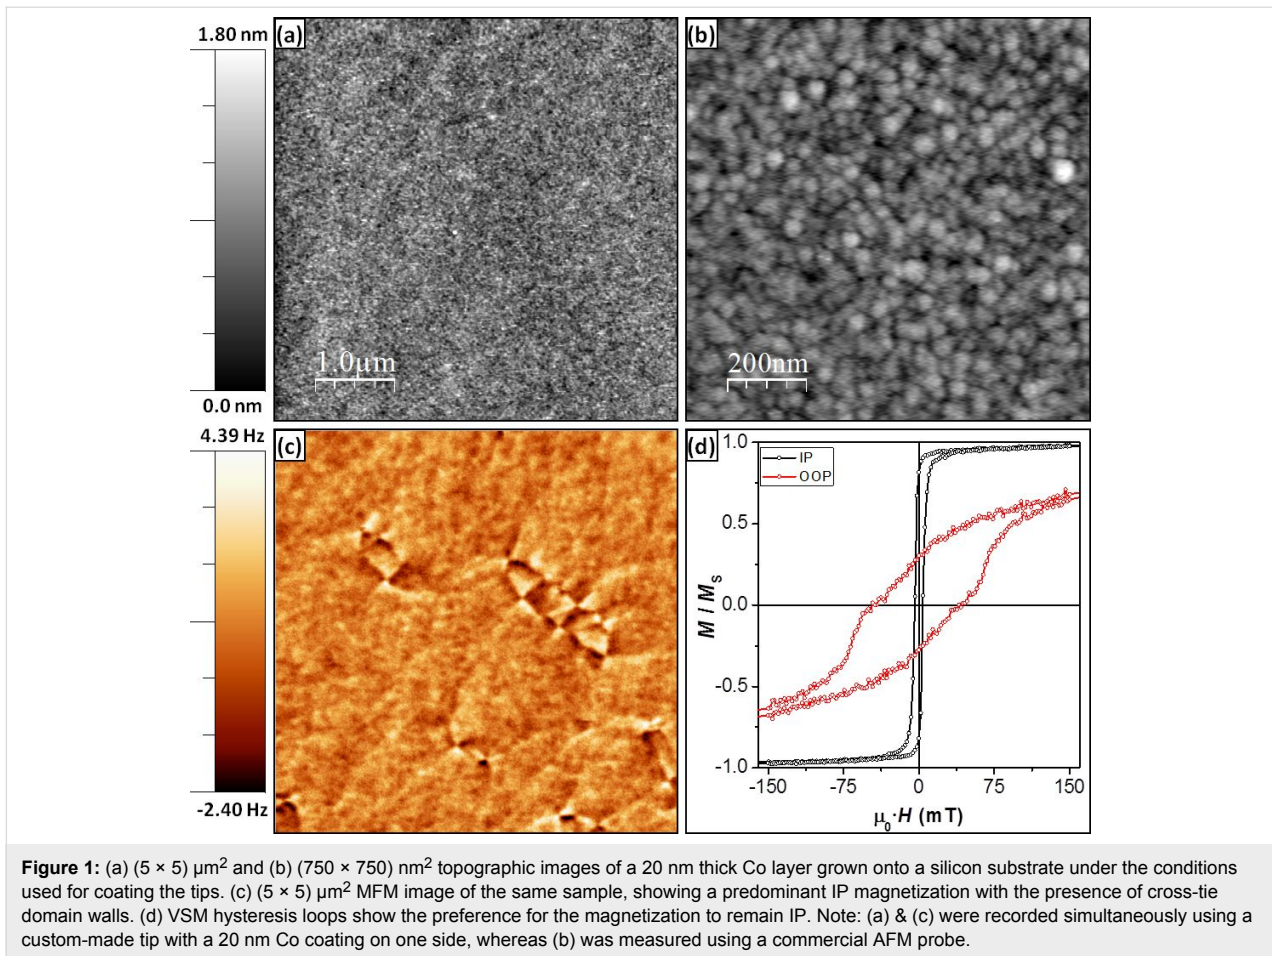 1.80 nm
(a)
(b)
1.0µm
200nm
0.0 nm
4.39 Hz
(c)
(d)
1.0
IP
OOP
0.5
M / Ms
0.0
-0.5
-1.0
-2.40 Hz
-150 -75 0 75 150
µ0·H (mT)
Figure 1: (a) (5 × 5) µm² and (b) (750 × 750) nm² topographic images of a 20 nm thick Co layer grown onto a silicon substrate under the conditions
used for coating the tips. (c) (5 × 5) µm² MFM image of the same sample, showing a predominant IP magnetization with the presence of cross-tie
domain walls. (d) VSM hysteresis loops show the preference for the magnetization to remain IP. Note: (a) & (c) were recorded simultaneously using a
custom-made tip with a 20 nm Co coating on one side, whereas (b) was measured using a commercial AFM probe.